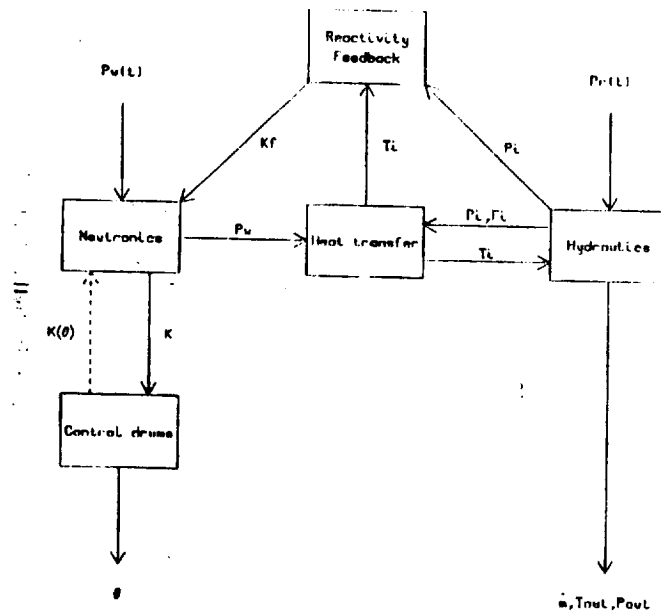 Reactivity
Feedback
Pw(t)
Pr(t)
Kf
Ti
Pi
Neutronics
Pw
Heat transfer
Pi,Fi
Ti
Hydraulics
K(θ)
K
Control drums
θ
ṁ,Tout,Pout